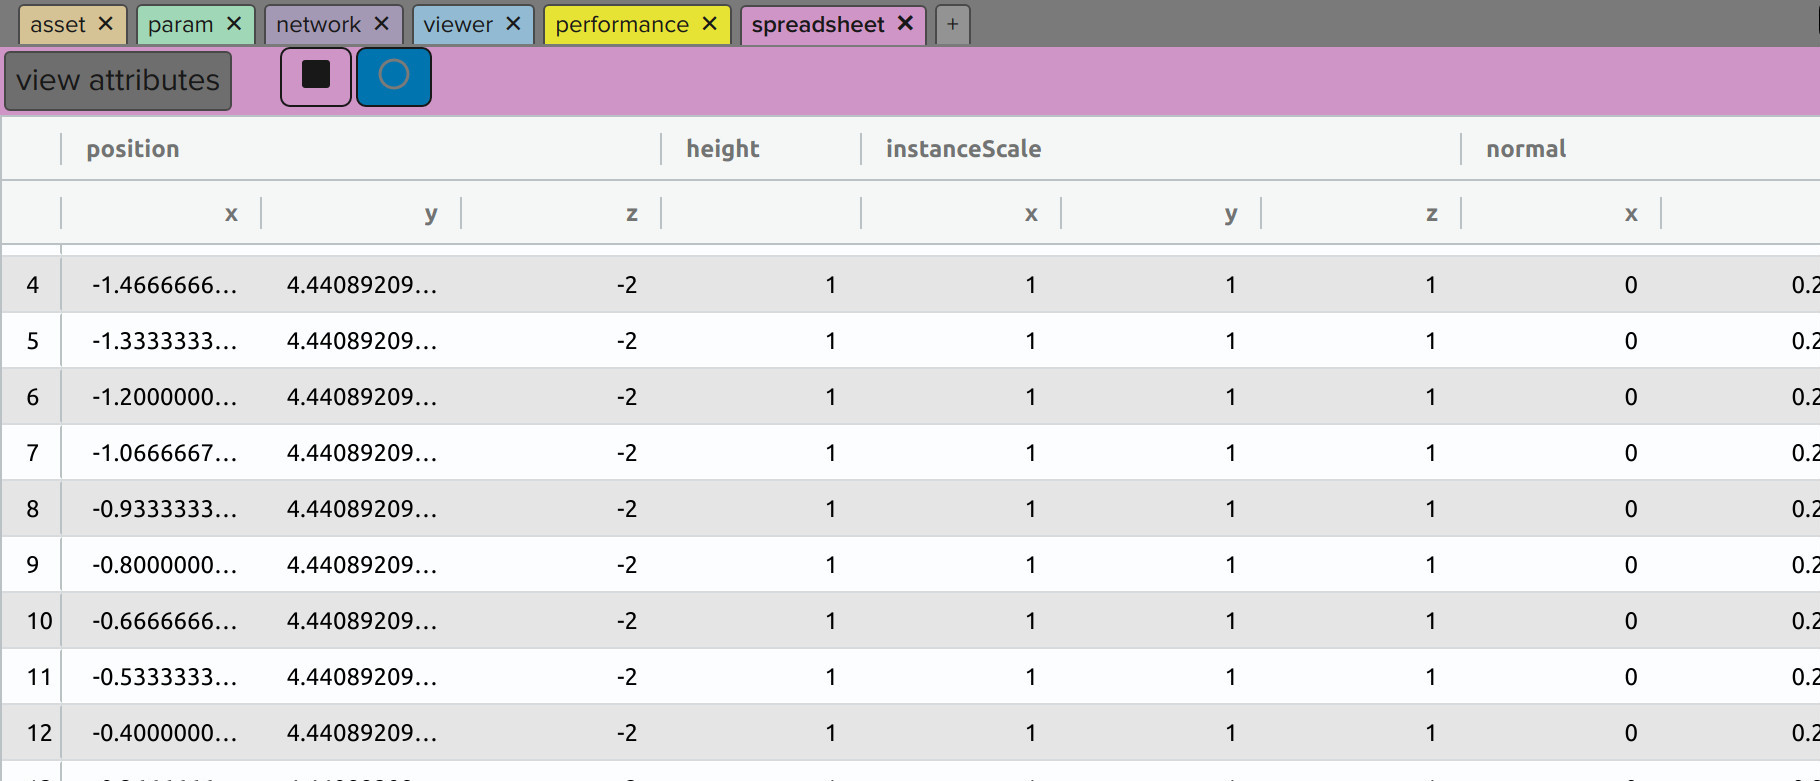 asset ✕ param ✕ network ✕ viewer ✕ performance ✕ spreadsheet ✕ +
view attributes
position height instanceScale normal
x y z x y z x
4 -1.4666666… 4.44089209… -2 1 1 1 1 0 0.2
5 -1.3333333… 4.44089209… -2 1 1 1 1 0 0.2
6 -1.2000000… 4.44089209… -2 1 1 1 1 0 0.2
7 -1.0666667… 4.44089209… -2 1 1 1 1 0 0.2
8 -0.9333333… 4.44089209… -2 1 1 1 1 0 0.2
9 -0.8000000… 4.44089209… -2 1 1 1 1 0 0.2
10 -0.6666666… 4.44089209… -2 1 1 1 1 0 0.2
11 -0.5333333… 4.44089209… -2 1 1 1 1 0 0.2
12 -0.4000000… 4.44089209… -2 1 1 1 1 0 0.2